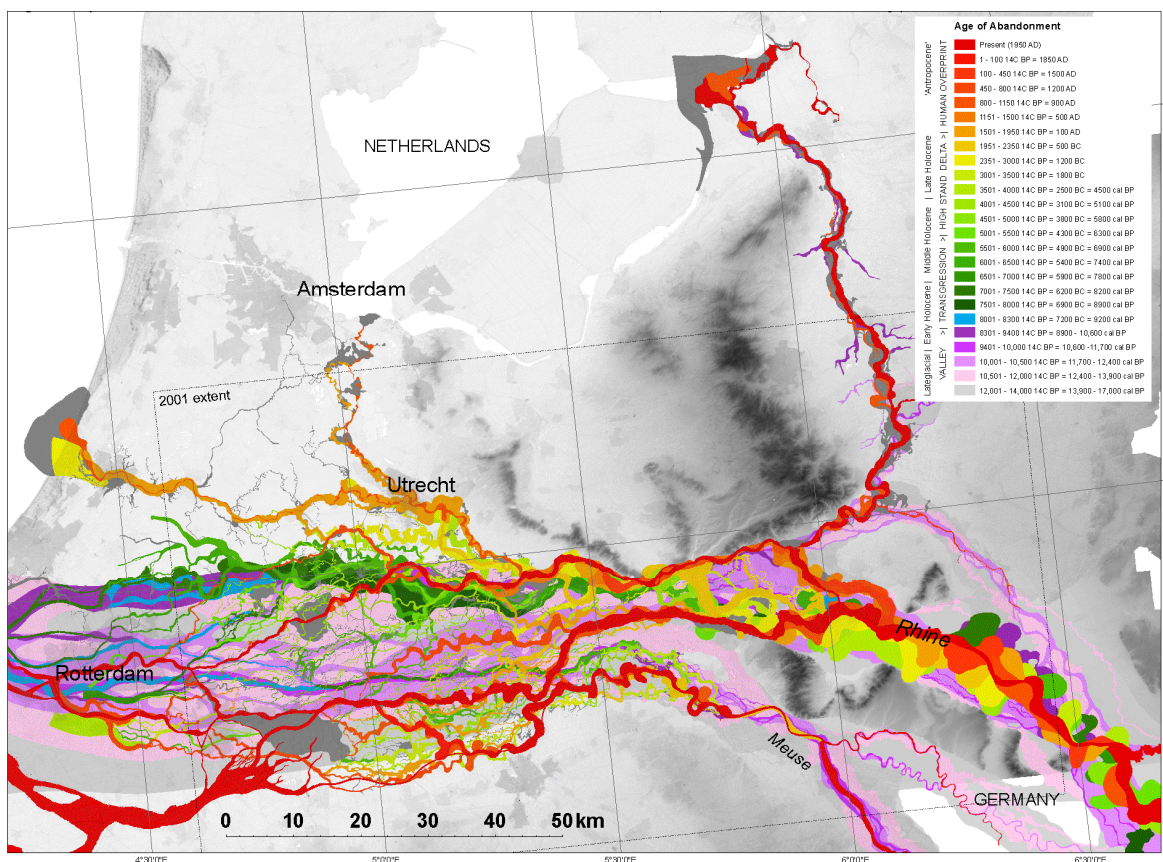 Age of Abandonment
Present (1950 AD)
1 - 100 14C BP = 1850 AD
100 - 450 14C BP = 1500 AD
450 - 800 14C BP = 1200 AD
800 - 1150 14C BP = 900 AD
1151 - 1500 14C BP = 500 AD
1501 - 1950 14C BP = 100 AD
1951 - 2350 14C BP = 500 BC
2351 - 3000 14C BP = 1200 BC
3001 - 3500 14C BP = 1800 BC
3501 - 4000 14C BP = 2500 BC = 4500 cal BP
4001 - 4500 14C BP = 3100 BC = 5100 cal BP
4501 - 5000 14C BP = 3800 BC = 5800 cal BP
5001 - 5500 14C BP = 4300 BC = 6300 cal BP
5501 - 6000 14C BP = 4900 BC = 6900 cal BP
6001 - 6500 14C BP = 5400 BC = 7400 cal BP
6501 - 7000 14C BP = 5900 BC = 7800 cal BP
7001 - 7500 14C BP = 6200 BC = 8200 cal BP
7501 - 8000 14C BP = 6900 BC = 8900 cal BP
8001 - 8300 14C BP = 7200 BC = 9200 cal BP
8301 - 9400 14C BP = 8900 - 10,600 cal BP
9401 - 10,000 14C BP = 10,600 -11,700 cal BP
10,001 - 10,500 14C BP = 11,700 - 12,400 cal BP
10,501 - 12,000 14C BP = 12,400 - 13,900 cal BP
12,001 - 14,000 14C BP = 13,900 - 17,000 cal BP
Lateglacial | Early Holocene | Middle Holocene | Late Holocene 'Antropocene'
VALLEY >| TRANSGRESSION >| HIGH STAND DELTA >| HUMAN OVERPRINT
NETHERLANDS
Amsterdam
2001 extent
Utrecht
Rhine
Rotterdam
Meuse
GERMANY
0 10 20 30 40 50 km
4°30'0"E 5°0'0"E 5°30'0"E 6°0'0"E 6°30'0"E